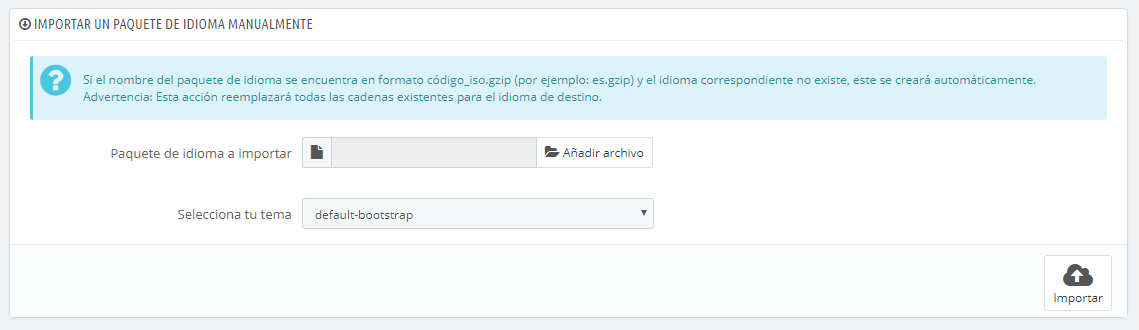 IMPORTAR UN PAQUETE DE IDIOMA MANUALMENTE
Si el nombre del paquete de idioma se encuentra en formato código_iso.gzip (por ejemplo: es.gzip) y el idioma correspondiente no existe, este se creará automáticamente.
Advertencia: Esta acción reemplazará todas las cadenas existentes para el idioma de destino.
Paquete de idioma a importar
Añadir archivo
Selecciona tu tema
default-bootstrap
Importar